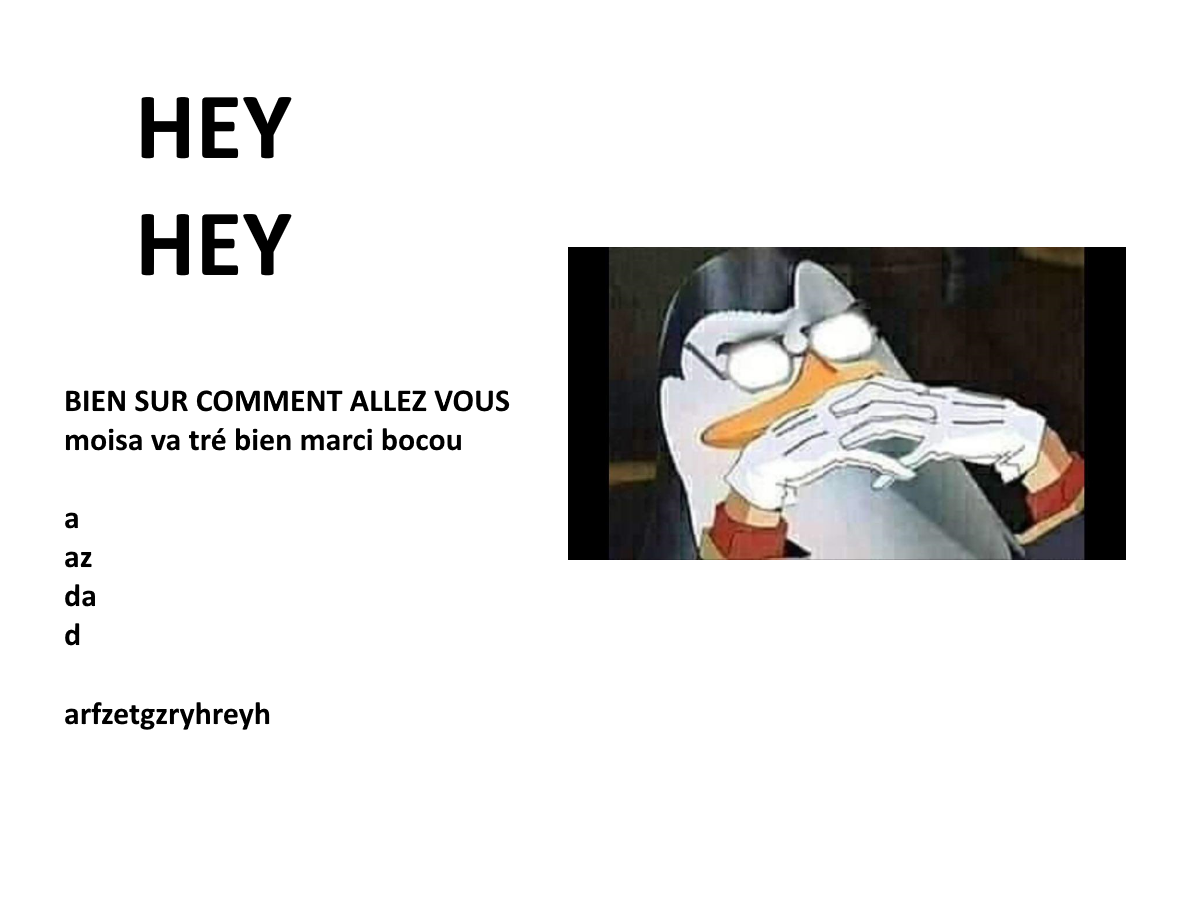 HEY
HEY
BIEN SUR COMMENT ALLEZ VOUS
moisa va tré bien marci bocou
a
az
da
d
arfzetgzryhreyh